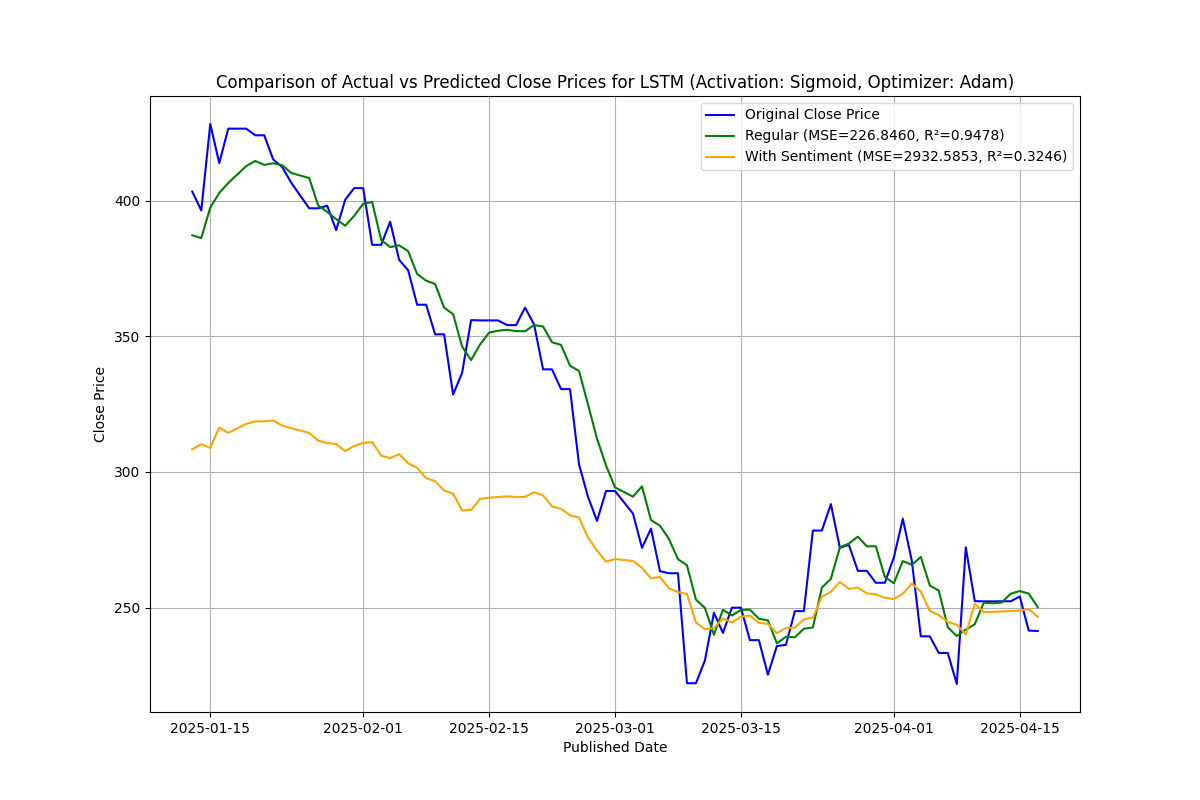 Comparison of Actual vs Predicted Close Prices for LSTM (Activation: Sigmoid, Optimizer: Adam)
Original Close Price
Regular (MSE=226.8460, R²=0.9478)
With Sentiment (MSE=2932.5853, R²=0.3246)
400
350
300
250
Close Price
2025-01-15
2025-02-01
2025-02-15
2025-03-01
2025-03-15
2025-04-01
2025-04-15
Published Date